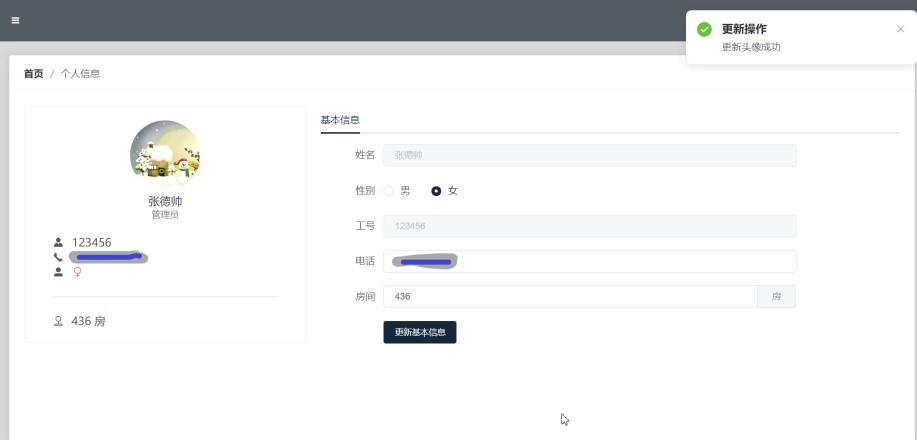 更新操作
更新头像成功
首页 / 个人信息
张德帅
管理员
123456
436 房
基本信息
姓名 张德帅
性别 男 女
工号 123456
电话
房间 436 房
更新基本信息